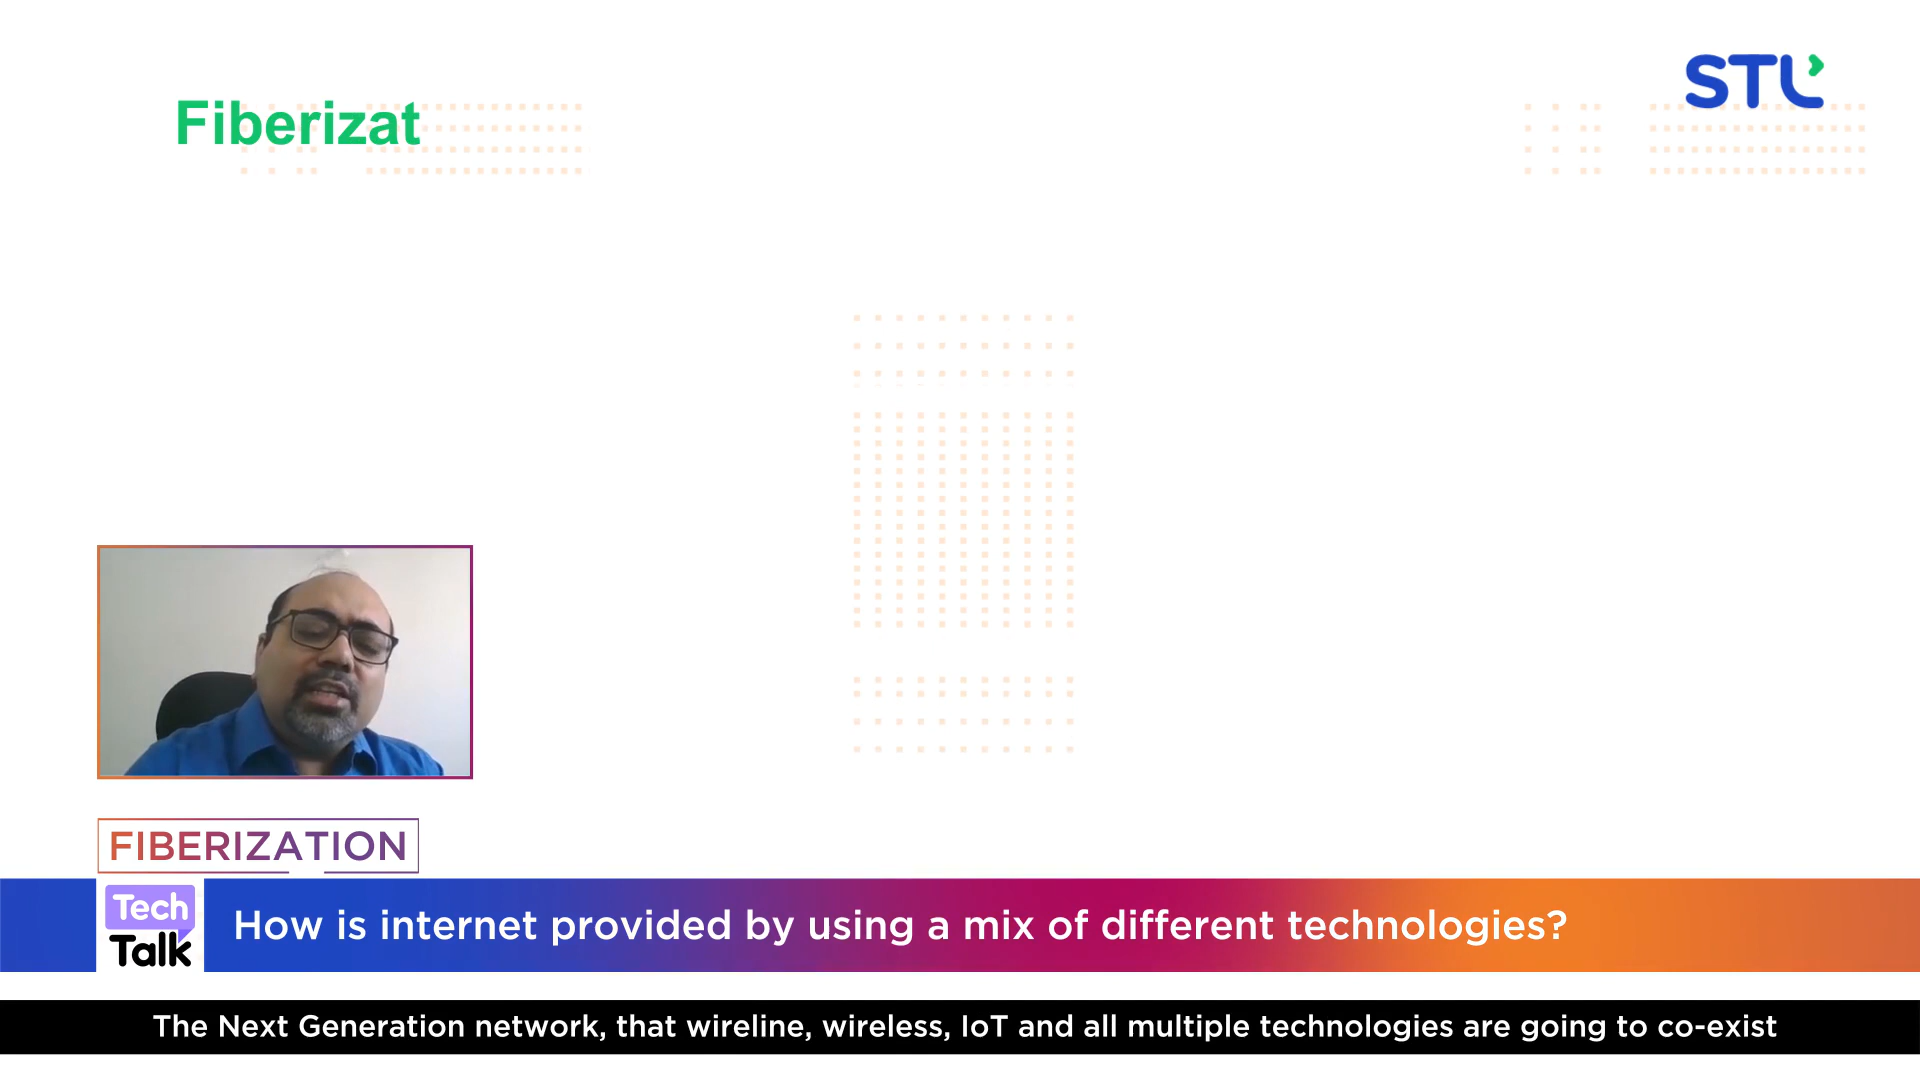 STL
Fiberizat
FIBERIZATION
Tech
Talk
How is internet provided by using a mix of different technologies?
The Next Generation network, that wireline, wireless, IoT and all multiple technologies are going to co-exist